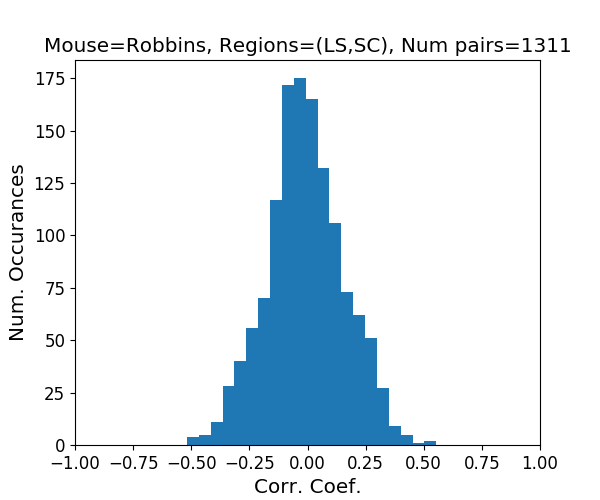 Mouse=Robbins, Regions=(LS,SC), Num pairs=1311
175
150
125
100
75
50
25
0
Num. Occurances
−1.00 −0.75 −0.50 −0.25 0.00 0.25 0.50 0.75 1.00
Corr. Coef.